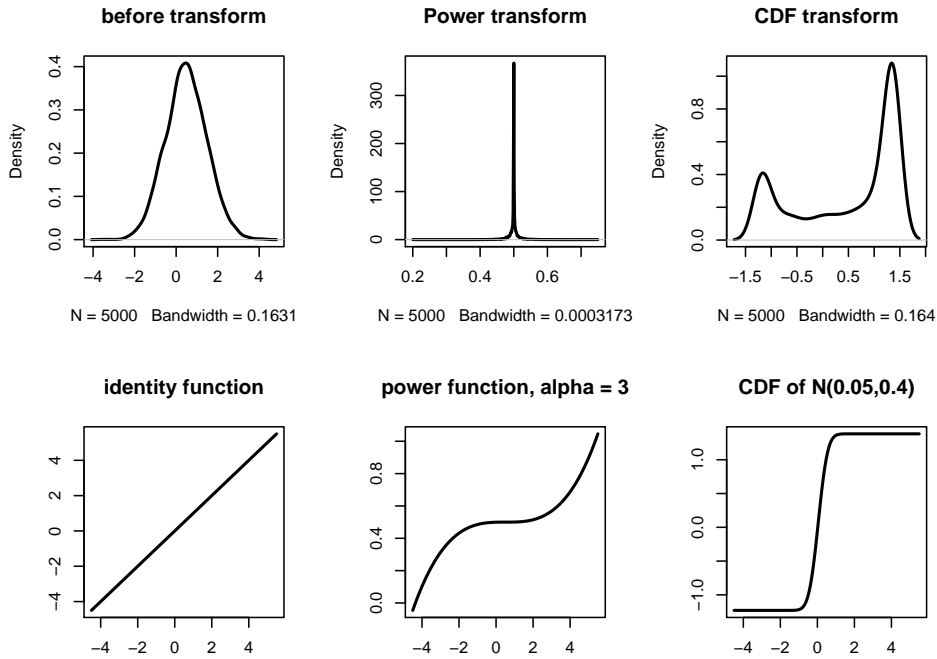 before transform
Density
0.0 0.1 0.2 0.3 0.4
−4 −2 0 2 4
N = 5000 Bandwidth = 0.1631
Power transform
Density
0 100 200 300
0.2 0.4 0.6
N = 5000 Bandwidth = 0.0003173
CDF transform
Density
0.0 0.4 0.8
−1.5 −0.5 0.5 1.5
N = 5000 Bandwidth = 0.164
identity function
−4 −2 0 2 4
−4 −2 0 2 4
power function, alpha = 3
0.0 0.4 0.8
−4 −2 0 2 4
CDF of N(0.05,0.4)
−1.0 0.0 1.0
−4 −2 0 2 4